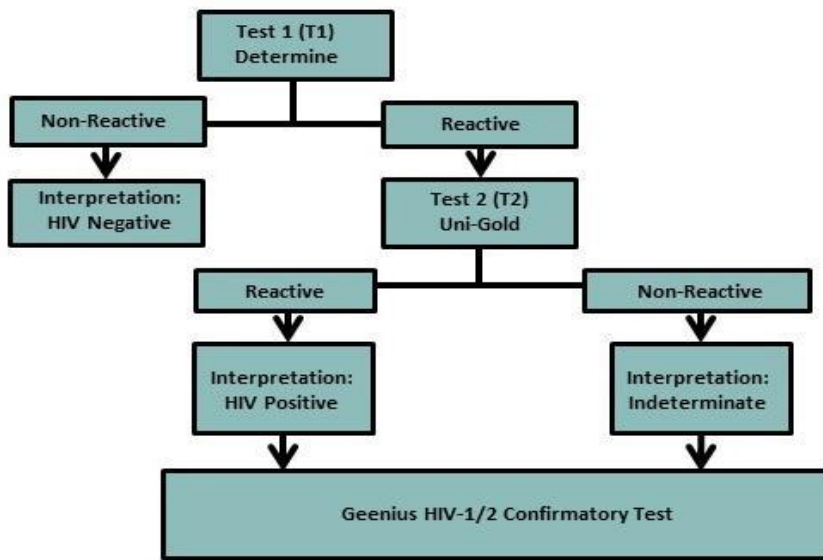 Test 1 (T1)
Determine
Non-Reactive
Reactive
Interpretation:
HIV Negative
Test 2 (T2)
Uni-Gold
Reactive
Non-Reactive
Interpretation:
HIV Positive
Interpretation:
Indeterminate
Geenius HIV-1/2 Confirmatory Test